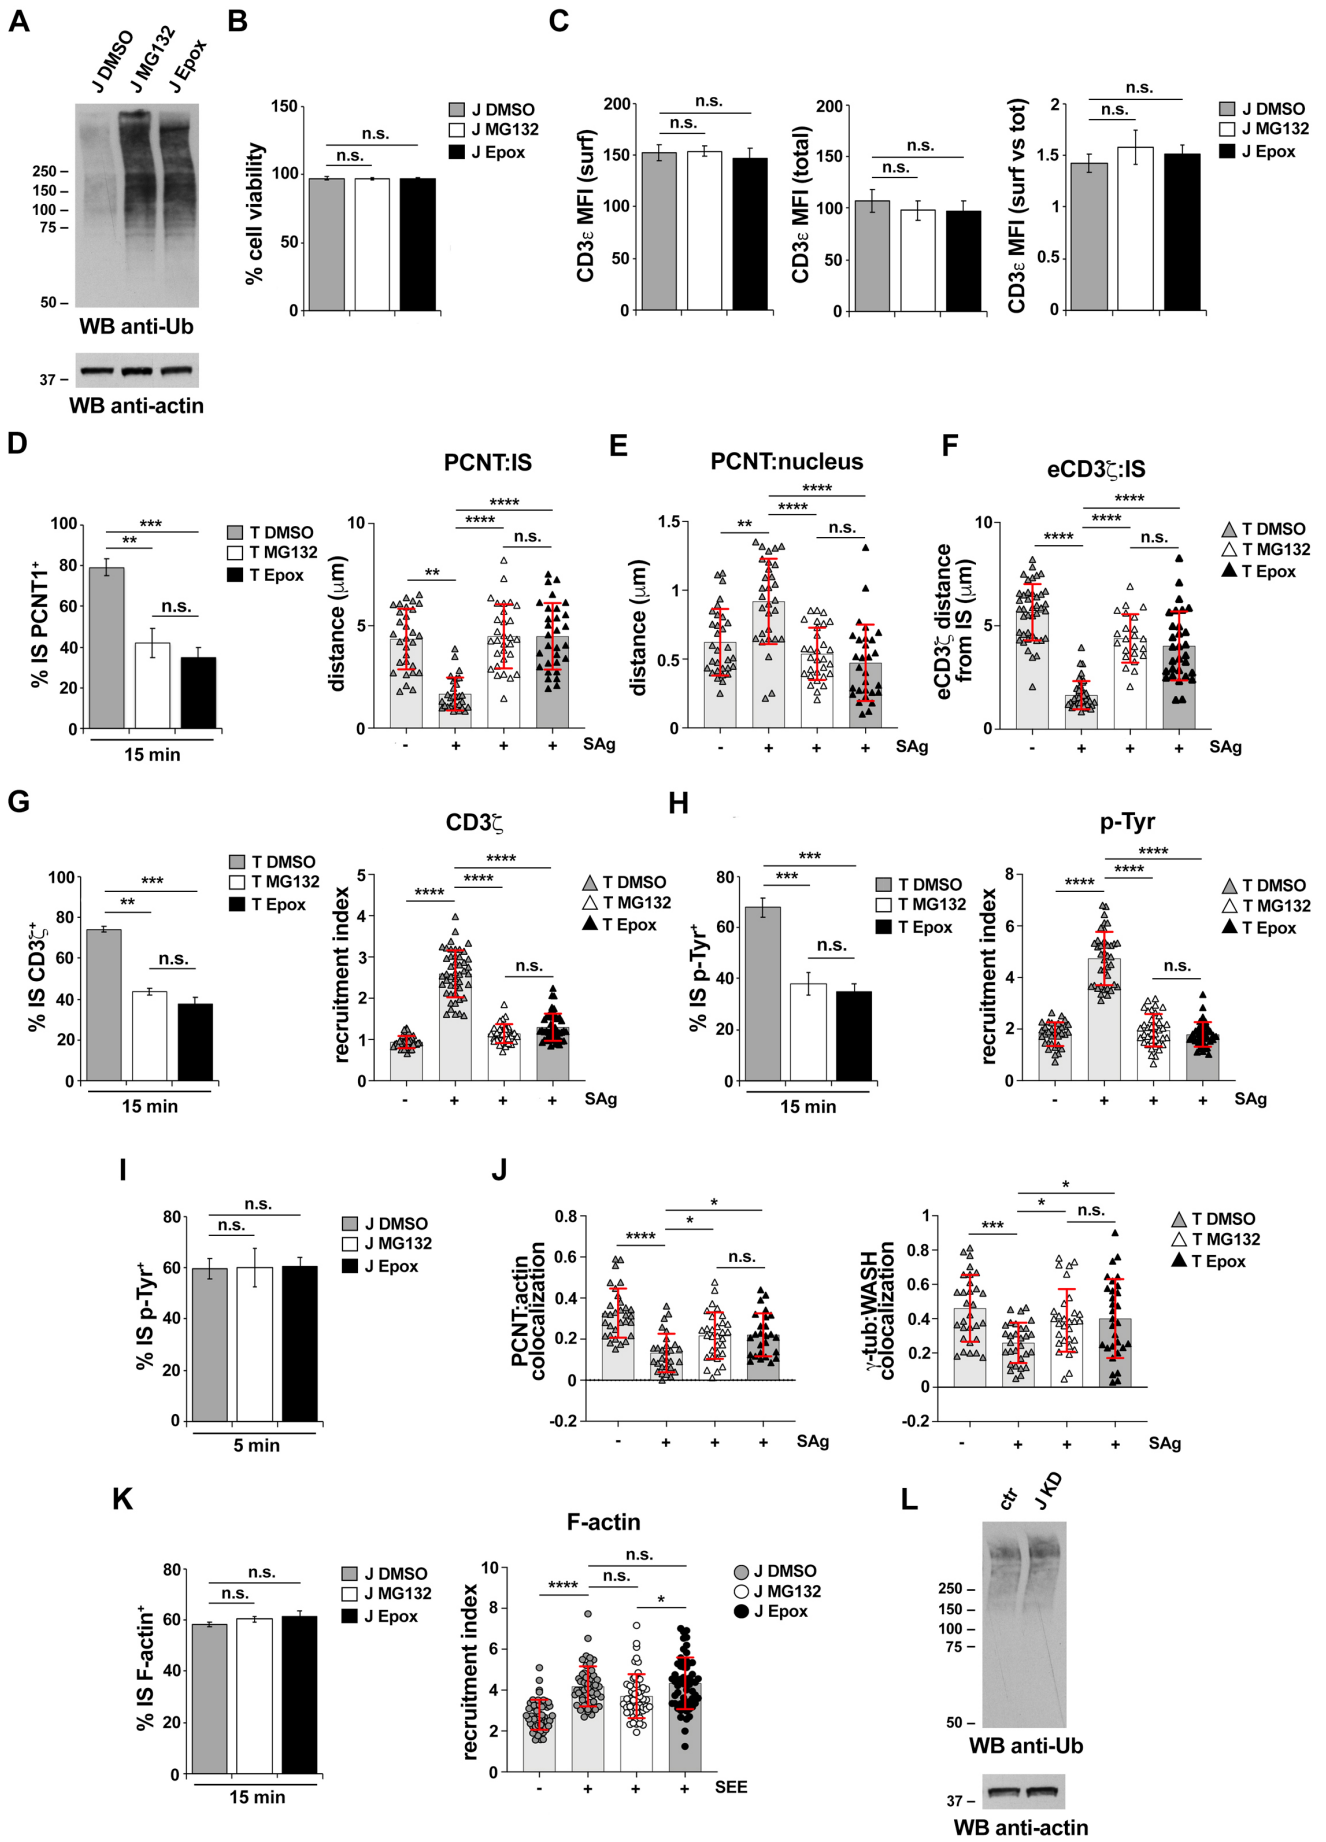 A
J DMSO
J MG132
J Epox
250 –
150 –
100 –
75 –
50 –
WB anti-Ub
37 –
WB anti-actin
B
% cell viability
150
100
50
0
n.s.
n.s.
J DMSO
J MG132
J Epox
C
CD3ε MFI (surf)
200
150
100
50
0
n.s.
n.s.
CD3ε MFI (total)
200
150
100
50
0
n.s.
n.s.
CD3ε MFI (surf vs tot)
2
1.5
1
0.5
0
n.s.
n.s.
J DMSO
J MG132
J Epox
D
% IS PCNT1+
100
80
60
40
20
0
***
**
n.s.
15 min
T DMSO
T MG132
T Epox
PCNT:IS
distance (μm)
10
5
0
****
****
n.s.
**
- + + + SAg
E
PCNT:nucleus
distance (μm)
1.5
1
0.5
0
****
****
**
n.s.
- + + + SAg
F
eCD3ζ:IS
eCD3ζ distance
from IS (μm)
10
5
0
****
****
****
n.s.
- + + + SAg
T DMSO
T MG132
T Epox
G
% IS CD3ζ+
100
80
60
40
20
0
***
**
n.s.
15 min
T DMSO
T MG132
T Epox
CD3ζ
recruitment index
5
4
3
2
1
0
****
****
****
n.s.
- + + + SAg
T DMSO
T MG132
T Epox
H
% IS p-Tyr+
80
60
40
20
0
***
***
n.s.
15 min
T DMSO
T MG132
T Epox
p-Tyr
recruitment index
8
6
4
2
0
****
****
****
n.s.
- + + + SAg
T DMSO
T MG132
T Epox
I
% IS p-Tyr+
80
60
40
20
0
n.s.
n.s.
5 min
J DMSO
J MG132
J Epox
J
PCNT:actin
colocalization
0.8
0.6
0.4
0.2
0
-0.2
*
*
****
n.s.
- + + + SAg
γ-tub:WASH
colocalization
1
0.8
0.6
0.4
0.2
0
-0.2
*
*
***
n.s.
- + + + SAg
T DMSO
T MG132
T Epox
K
% IS F-actin+
80
60
40
20
0
n.s.
n.s.
15 min
J DMSO
J MG132
J Epox
F-actin
recruitment index
10
8
6
4
2
0
n.s.
n.s.
****
*
- + + + SEE
J DMSO
J MG132
J Epox
L
ctr
J KD
250 –
150 –
100 –
75 –
50 –
WB anti-Ub
37 –
WB anti-actin